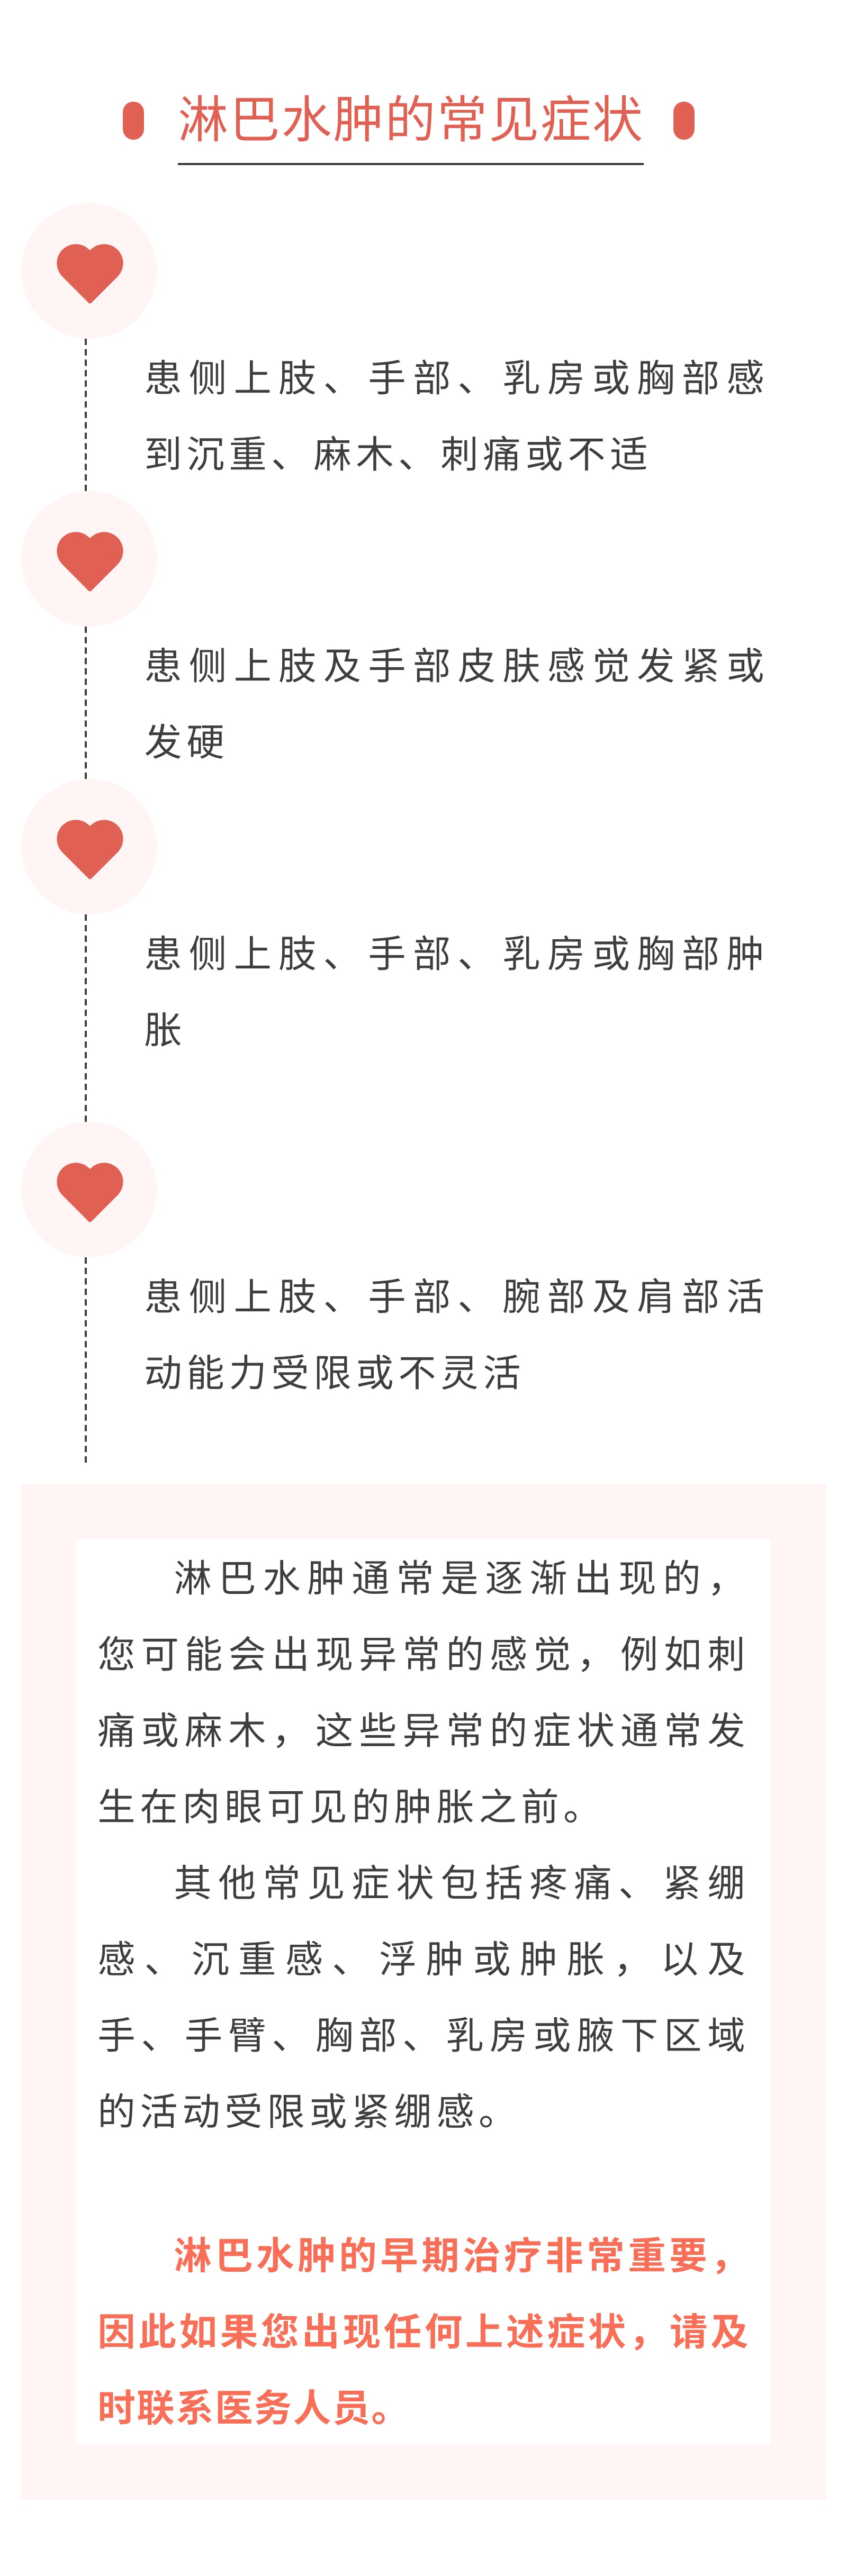 淋巴水肿的常见症状
患侧上肢、手部、乳房或胸部感
到沉重、麻木、刺痛或不适
患侧上肢及手部皮肤感觉发紧或
发硬
患侧上肢、手部、乳房或胸部肿
胀
患侧上肢、手部、腕部及肩部活
动能力受限或不灵活
淋巴水肿通常是逐渐出现的，
您可能会出现异常的感觉，例如刺
痛或麻木，这些异常的症状通常发
生在肉眼可见的肿胀之前。
其他常见症状包括疼痛、紧绷
感、沉重感、浮肿或肿胀，以及
手、手臂、胸部、乳房或腋下区域
的活动受限或紧绷感。
淋巴水肿的早期治疗非常重要，
因此如果您出现任何上述症状，请及
时联系医务人员。